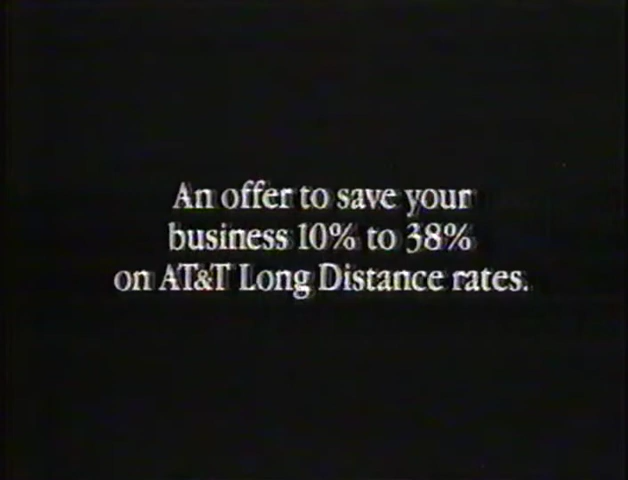 An offer to save your
business 10% to 38%
on AT&T Long Distance rates.